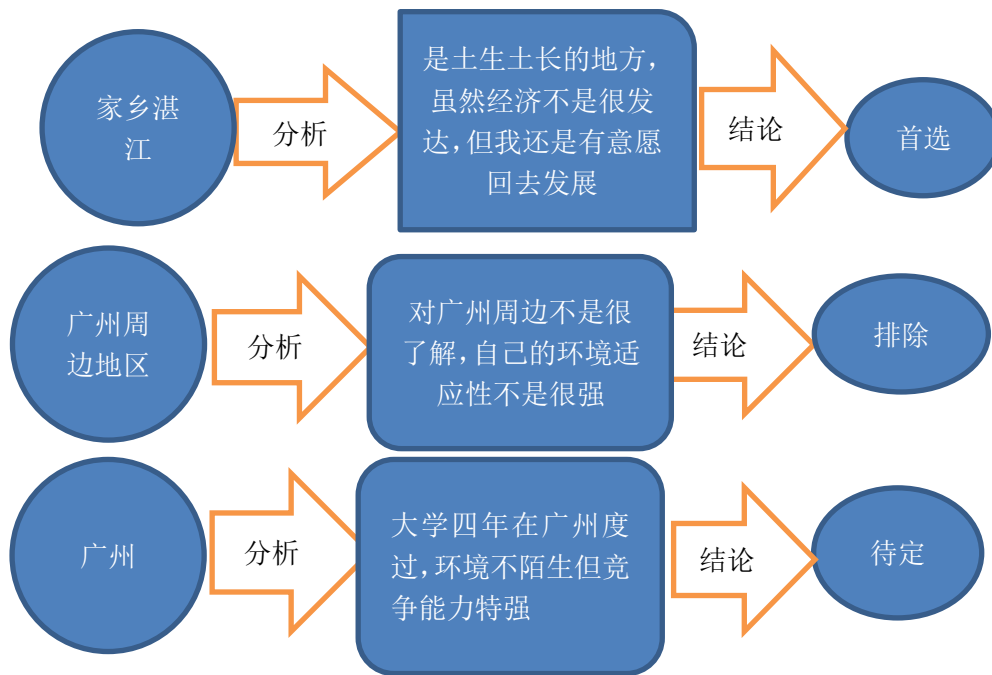 家乡湛
江
分析
是土生土长的地方，
虽然经济不是很发
达，但我还是有意愿
回去发展
结论
首选
广州周
边地区
分析
对广州周边不是很
了解，自己的环境适
应性不是很强
结论
排除
广州
分析
大学四年在广州度
过，环境不陌生但竞
争能力特强
结论
待定